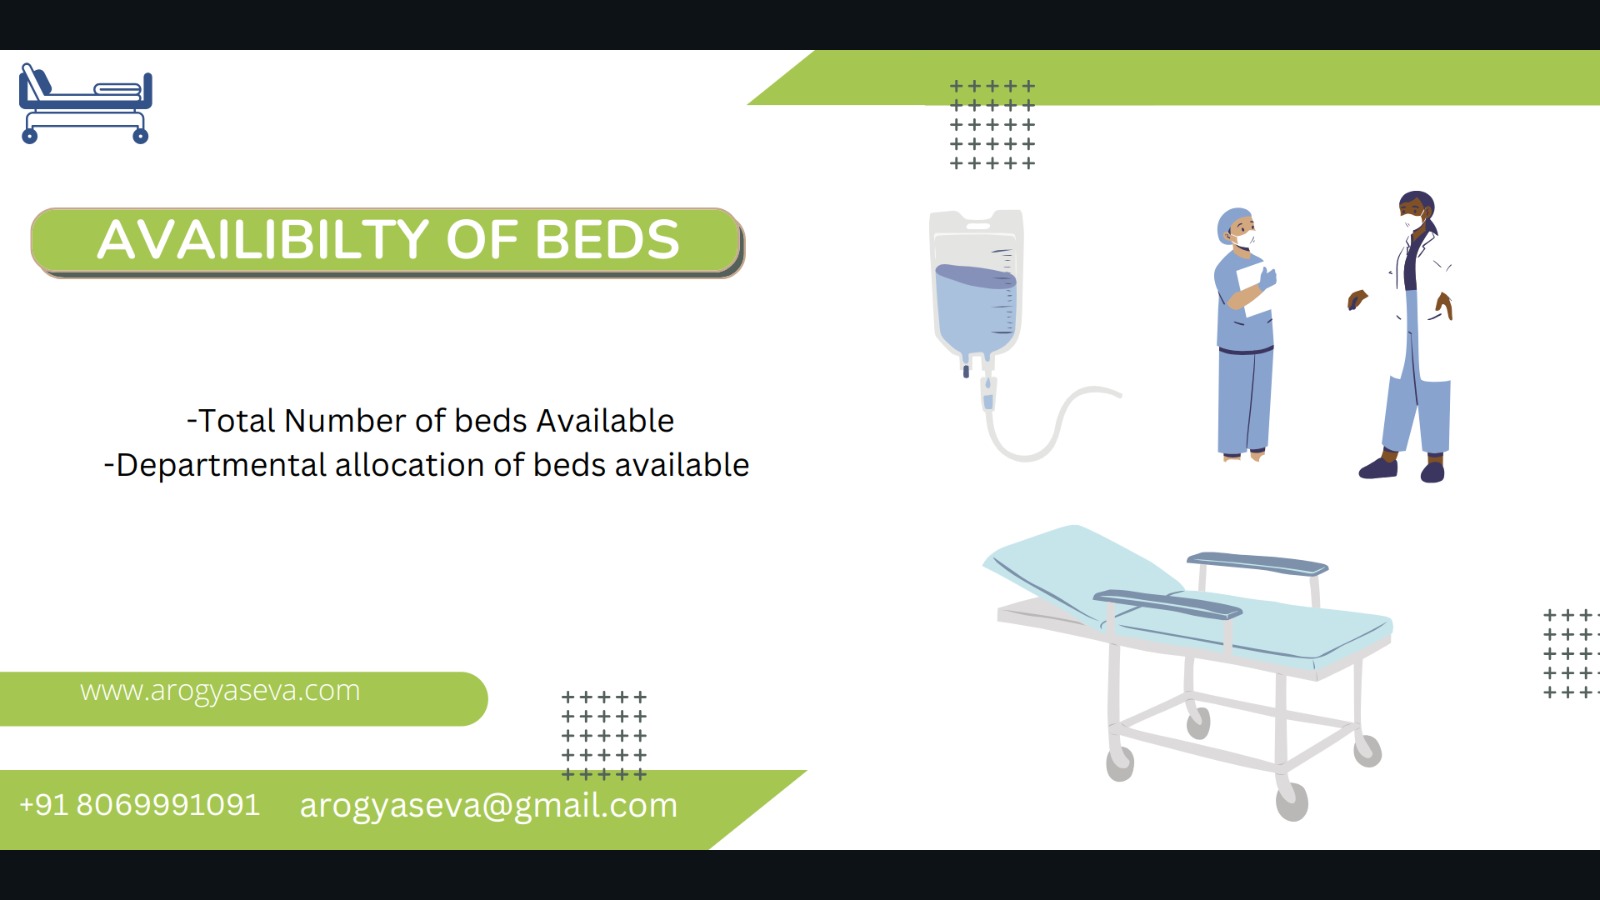 AVAILIBILTY OF BEDS
-Total Number of beds Available
-Departmental allocation of beds available
www.arogyaseva.com
+91 8069991091 arogyaseva@gmail.com